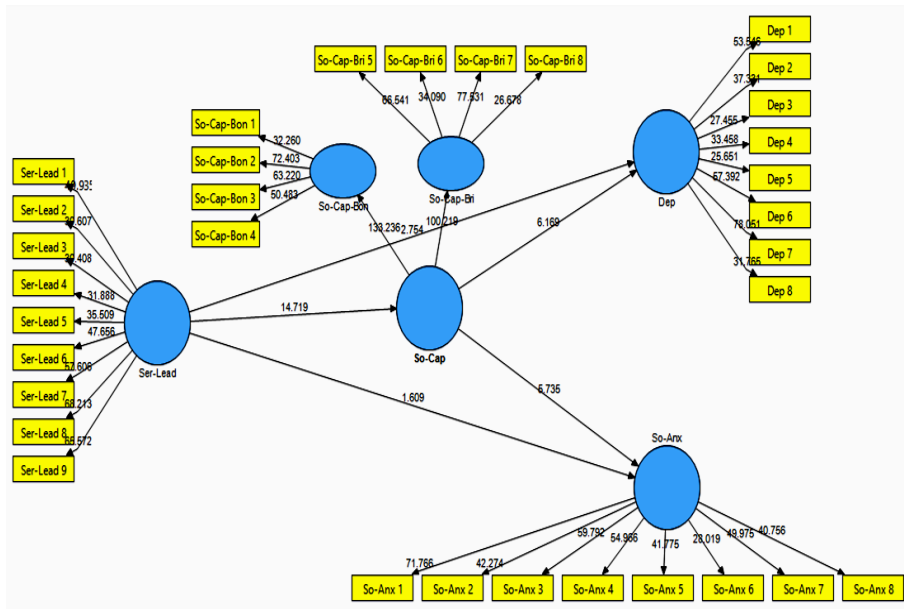 Dep 1
53.546
So-Cap-Bri 5
So-Cap-Bri 6
So-Cap-Bri 7
So-Cap-Bri 8
Dep 2
37.331
66.541
34.090
77.531
26.678
Dep 3
27.455
So-Cap-Bon 1
32.260
33.458
Dep 4
So-Cap-Bon 2
72.403
25.651
Dep 5
Ser-Lead 1
So-Cap-Bon 3
63.220
57.392
50.483
So-Cap-Bon
So-Cap-Bri
Dep
Dep 6
Ser-Lead 2
So-Cap-Bon 4
133.236
2.754
100.219
6.169
78.051
Ser-Lead 3
Dep 7
31.765
Ser-Lead 4
31.888
Dep 8
Ser-Lead 5
35.509
14.719
Ser-Lead 6
47.656
So-Cap
Ser-Lead
57.606
Ser-Lead 7
1.609
5.735
68.213
Ser-Lead 8
So-Anx
65.572
Ser-Lead 9
71.766
42.274
59.792
54.966
41.775
28.019
49.975
40.756
So-Anx 1
So-Anx 2
So-Anx 3
So-Anx 4
So-Anx 5
So-Anx 6
So-Anx 7
So-Anx 8